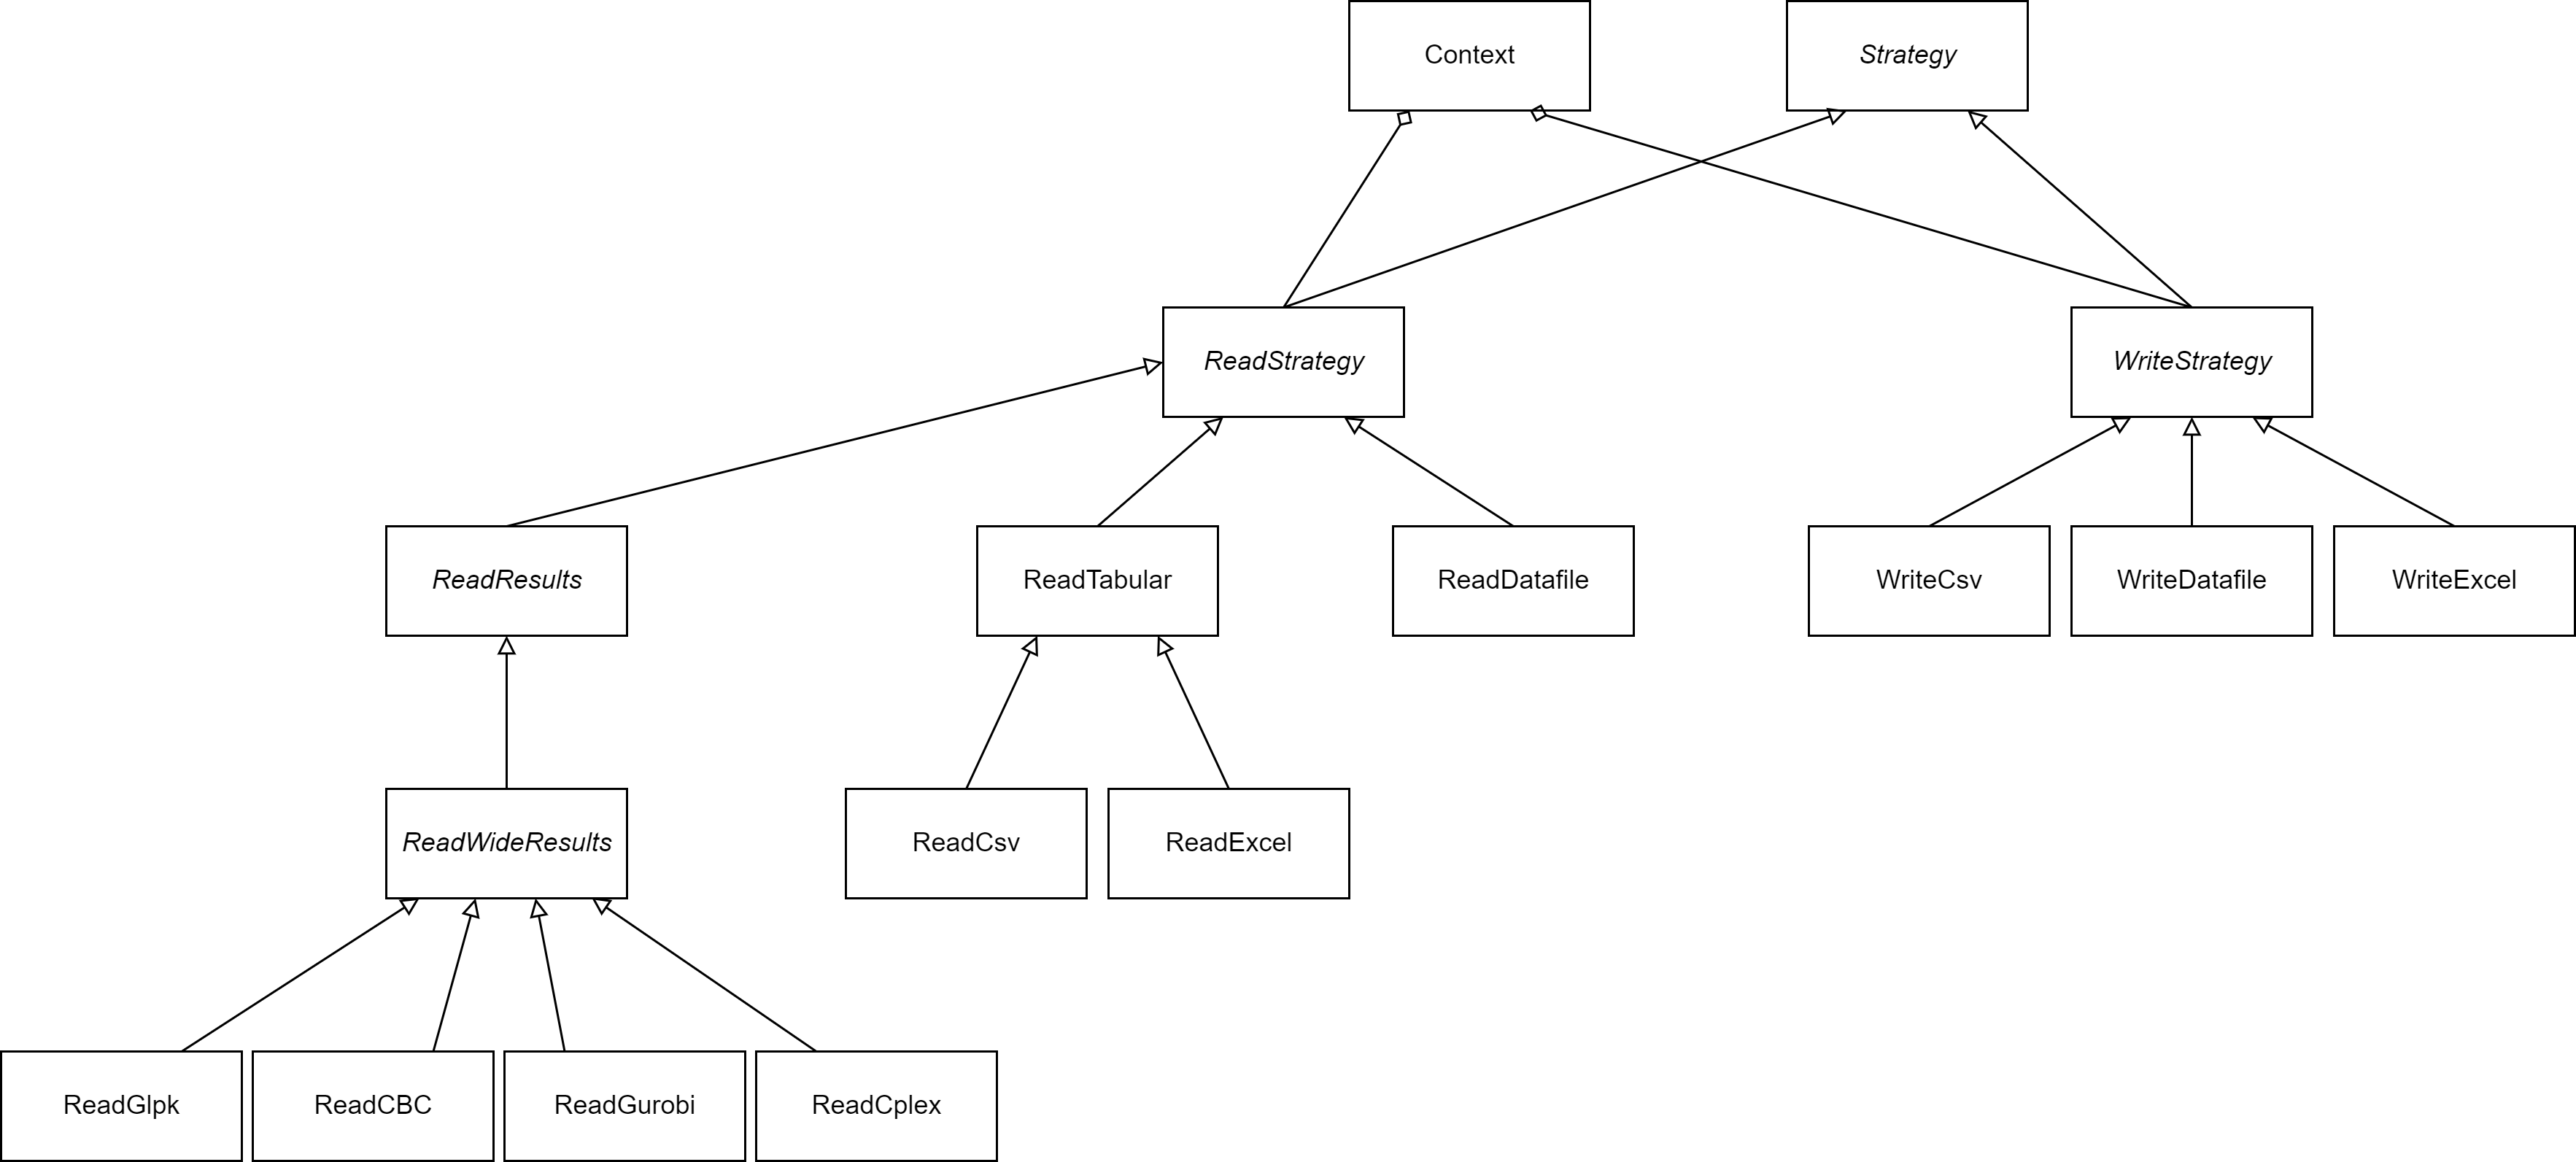 Context
Strategy
ReadStrategy
WriteStrategy
ReadResults
ReadTabular
ReadDatafile
WriteCsv
WriteDatafile
WriteExcel
ReadWideResults
ReadCsv
ReadExcel
ReadGlpk
ReadCBC
ReadGurobi
ReadCplex